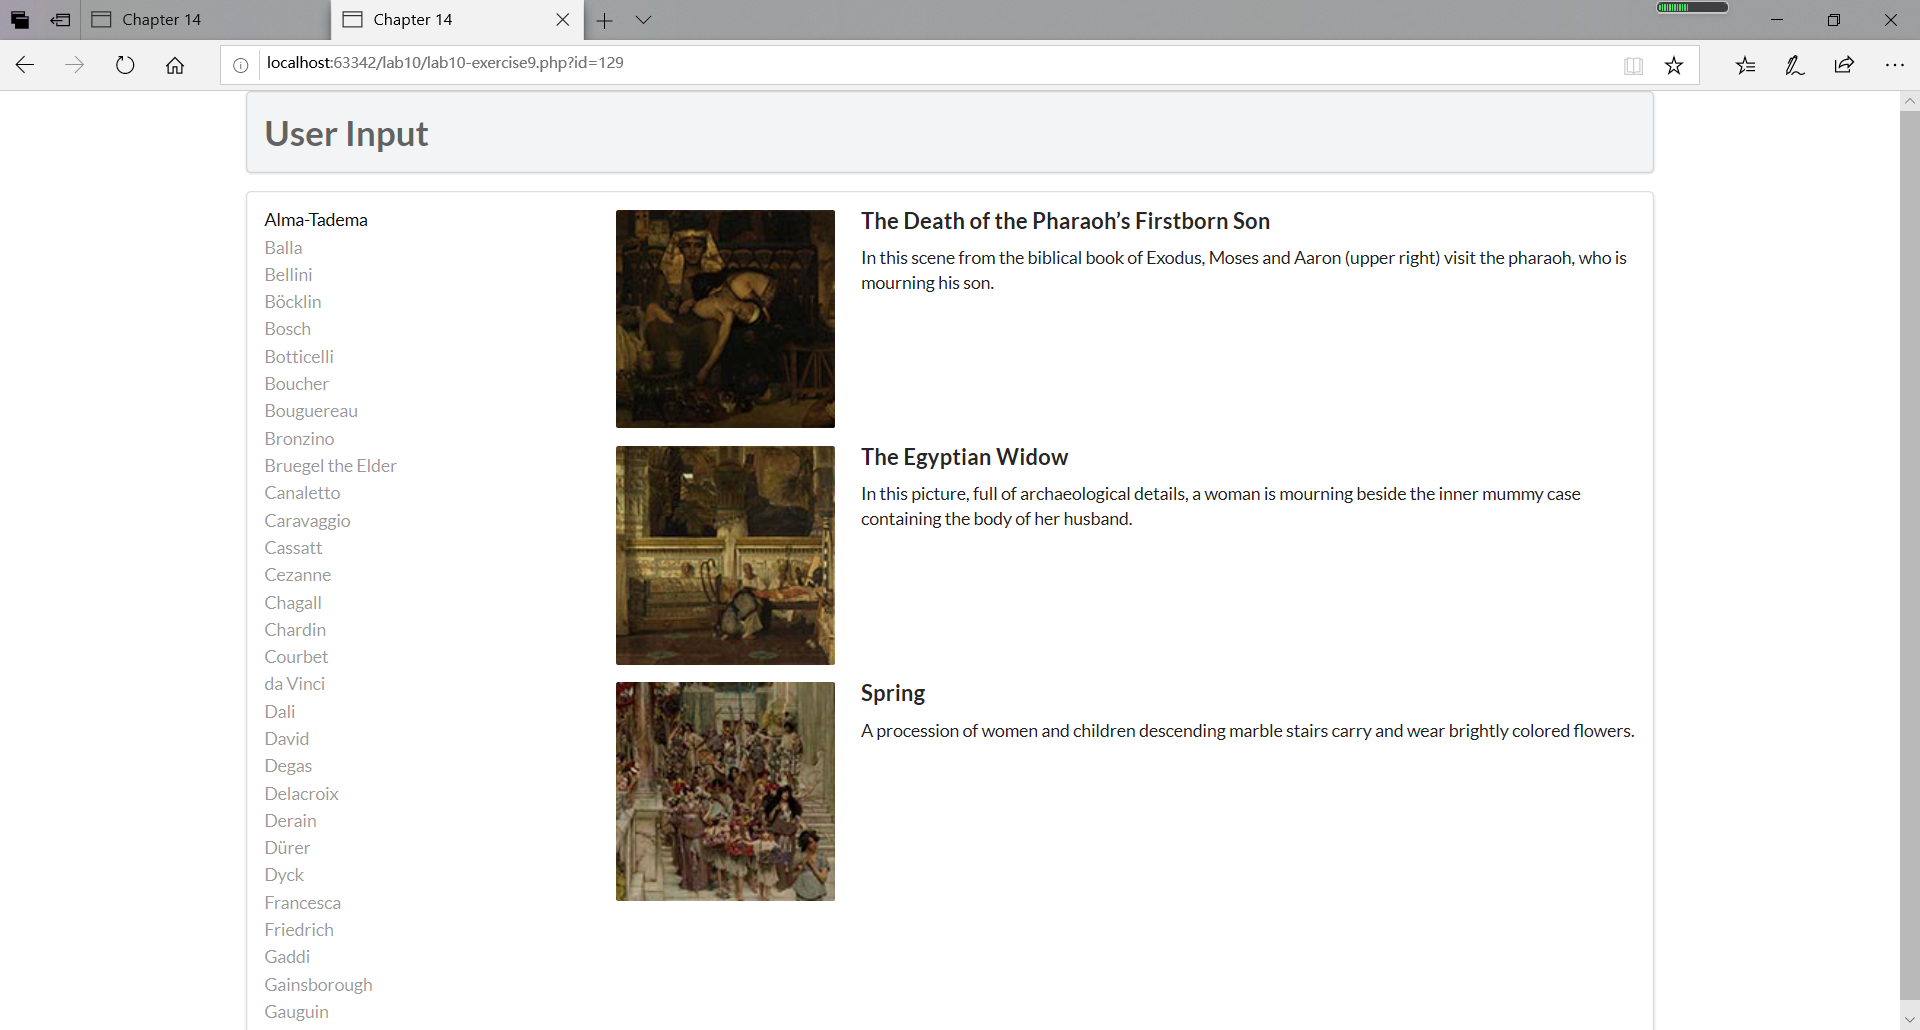 Chapter 14
Chapter 14
localhost:63342/lab10/lab10-exercise9.php?id=129
User Input
Alma-Tadema
Balla
Bellini
Böcklin
Bosch
Botticelli
Boucher
Bouguereau
Bronzino
Bruegel the Elder
Canaletto
Caravaggio
Cassatt
Cezanne
Chagall
Chardin
Courbet
da Vinci
Dali
David
Degas
Delacroix
Derain
Dürer
Dyck
Francesca
Friedrich
Gaddi
Gainsborough
Gauguin
The Death of the Pharaoh’s Firstborn Son
In this scene from the biblical book of Exodus, Moses and Aaron (upper right) visit the pharaoh, who is
mourning his son.
The Egyptian Widow
In this picture, full of archaeological details, a woman is mourning beside the inner mummy case
containing the body of her husband.
Spring
A procession of women and children descending marble stairs carry and wear brightly colored flowers.